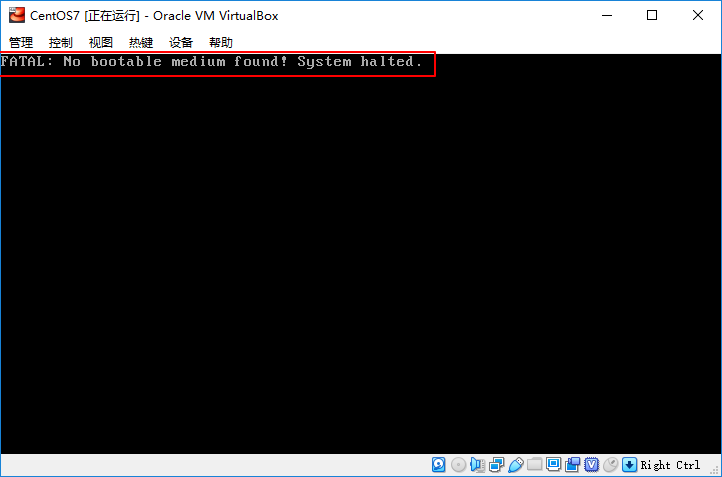 CentOS7 [正在运行] - Oracle VM VirtualBox
管理 控制 视图 热键 设备 帮助
FATAL: No bootable medium found! System halted.
Right Ctrl